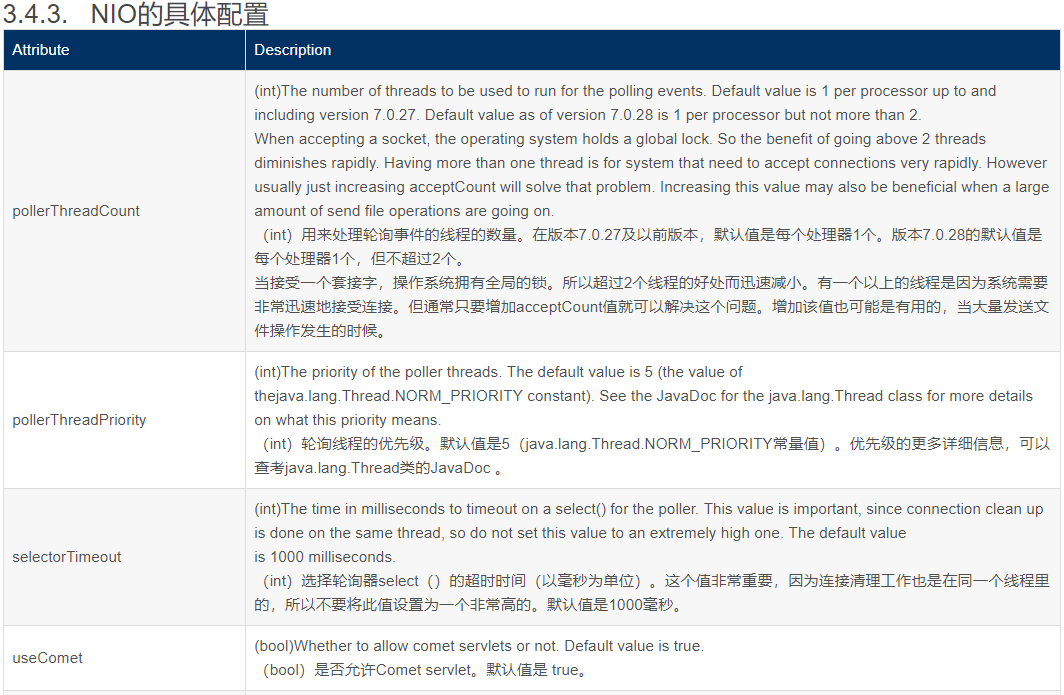 3.4.3. NIO的具体配置
Attribute
Description
pollerThreadCount
(int)The number of threads to be used to run for the polling events. Default value is 1 per processor up to and
including version 7.0.27. Default value as of version 7.0.28 is 1 per processor but not more than 2.
When accepting a socket, the operating system holds a global lock. So the benefit of going above 2 threads
diminishes rapidly. Having more than one thread is for system that need to accept connections very rapidly. However
usually just increasing acceptCount will solve that problem. Increasing this value may also be beneficial when a large
amount of send file operations are going on.
（int）用来处理轮询事件的线程的数量。在版本7.0.27及以前版本，默认值是每个处理器1个。版本7.0.28的默认值是
每个处理器1个，但不超过2个。
当接受一个套接字，操作系统拥有全局的锁。所以超过2个线程的好处而迅速减小。有一个以上的线程是因为系统需要
非常迅速地接受连接。但通常只要增加acceptCount值就可以解决这个问题。增加该值也可能是有用的，当大量发送文
件操作发生的时候。
pollerThreadPriority
(int)The priority of the poller threads. The default value is 5 (the value of
thejava.lang.Thread.NORM_PRIORITY constant). See the JavaDoc for the java.lang.Thread class for more details
on what this priority means.
（int）轮询线程的优先级。默认值是5（java.lang.Thread.NORM_PRIORITY常量值）。优先级的更多详细信息，可以
查考java.lang.Thread类的JavaDoc 。
selectorTimeout
(int)The time in milliseconds to timeout on a select() for the poller. This value is important, since connection clean up
is done on the same thread, so do not set this value to an extremely high one. The default value
is 1000 milliseconds.
（int）选择轮询器select（）的超时时间（以毫秒为单位）。这个值非常重要，因为连接清理工作也是在同一个线程里
的，所以不要将此值设置为一个非常高的。默认值是1000毫秒。
useComet
(bool)Whether to allow comet servlets or not. Default value is true.
（bool）是否允许Comet servlet。默认值是 true。